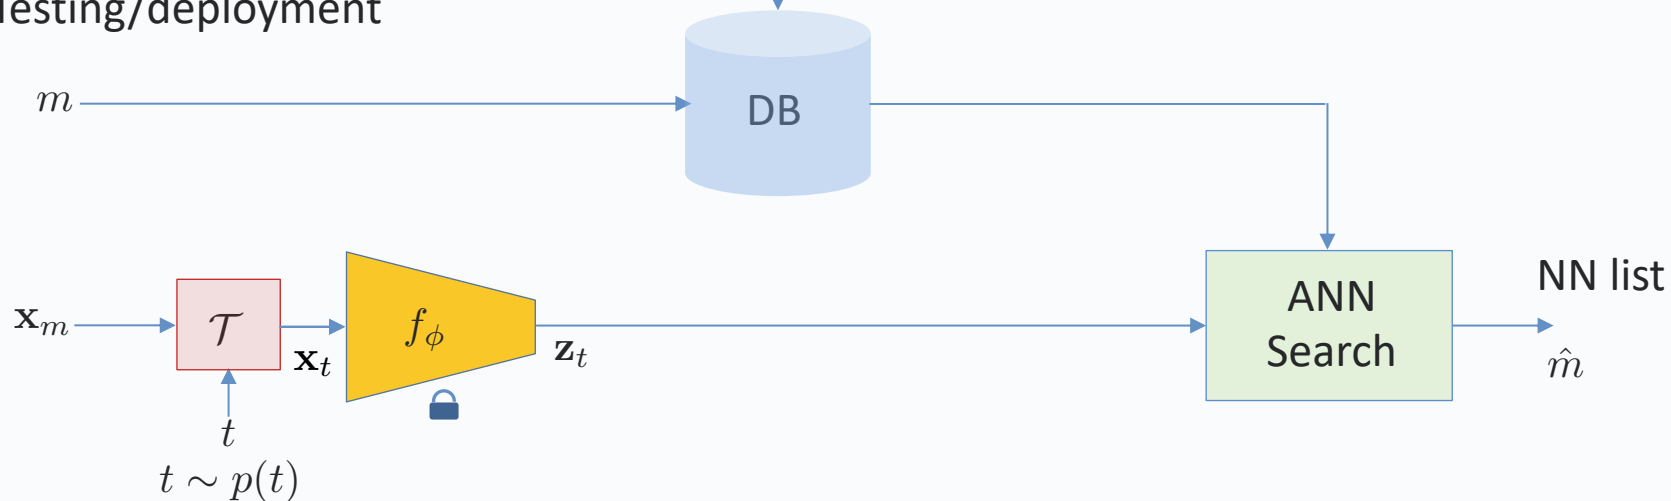 Testing/deployment
m
DB
NN list
ANN
Search
x_m
𝒯
x_t
f_ϕ
z_t
m̂
t
t ∼ p(t)